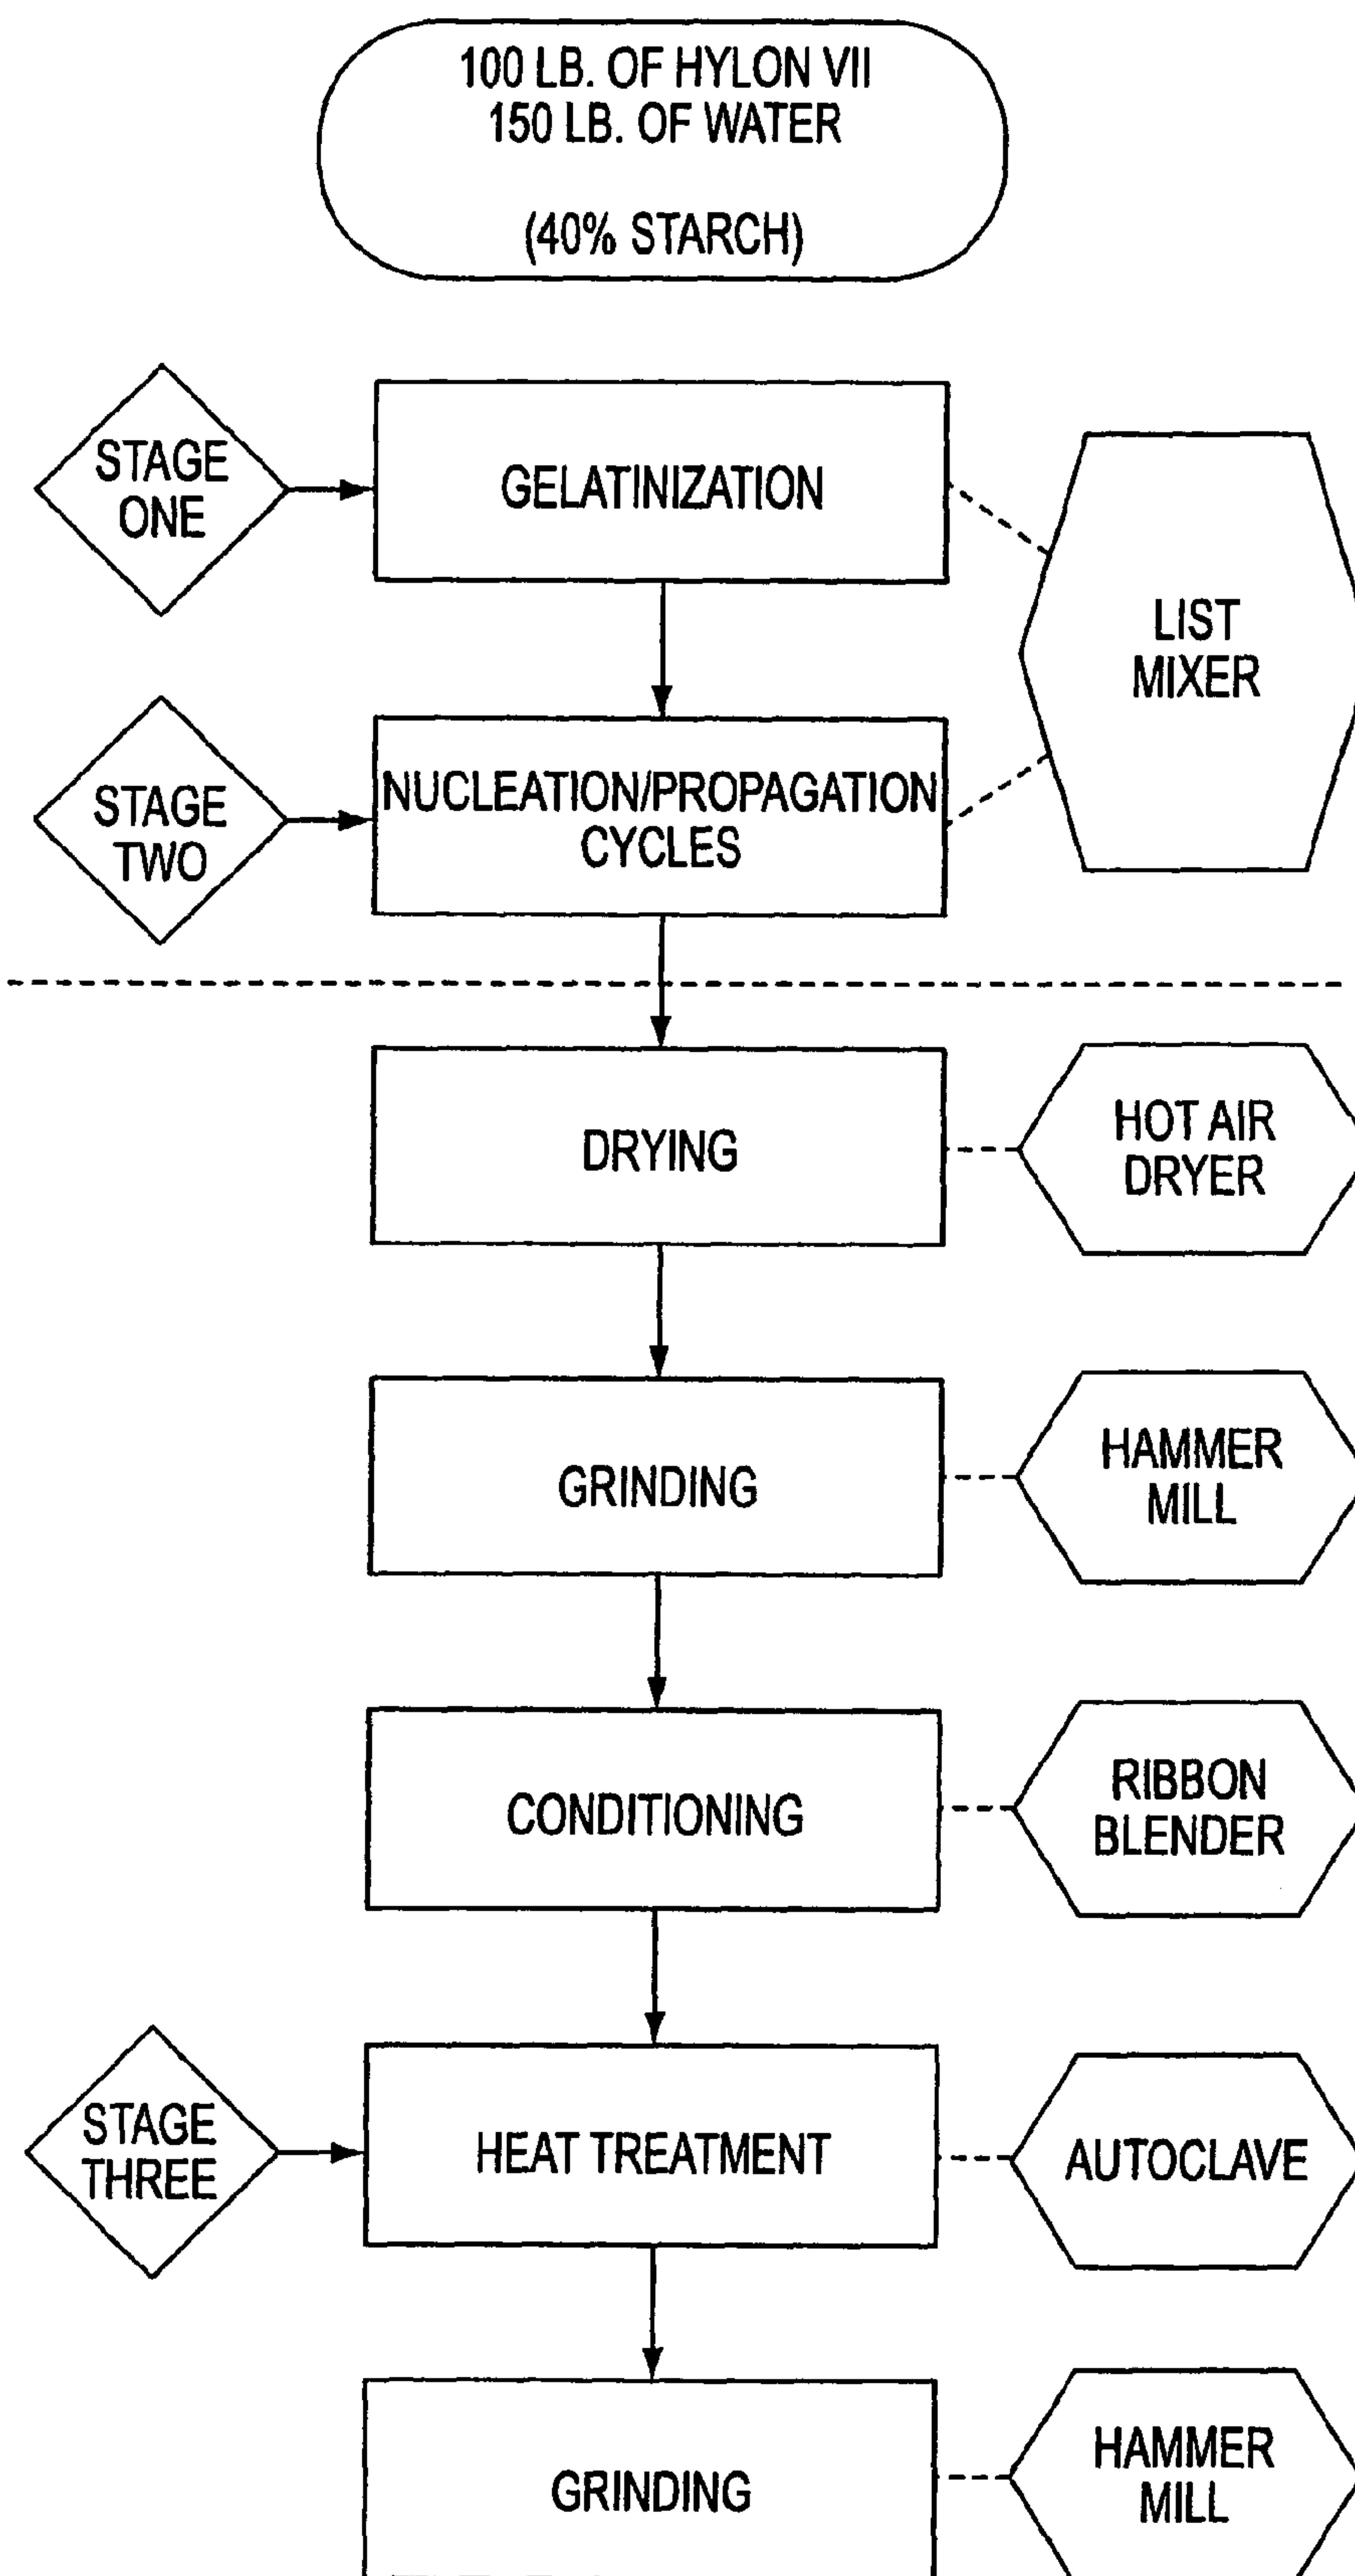 100 LB. OF HYLON VII
150 LB. OF WATER
(40% STARCH)
STAGE
ONE
GELATINIZATION
LIST
MIXER
STAGE
TWO
NUCLEATION/PROPAGATION
CYCLES
DRYING
HOT AIR
DRYER
GRINDING
HAMMER
MILL
CONDITIONING
RIBBON
BLENDER
STAGE
THREE
HEAT TREATMENT
AUTOCLAVE
GRINDING
HAMMER
MILL